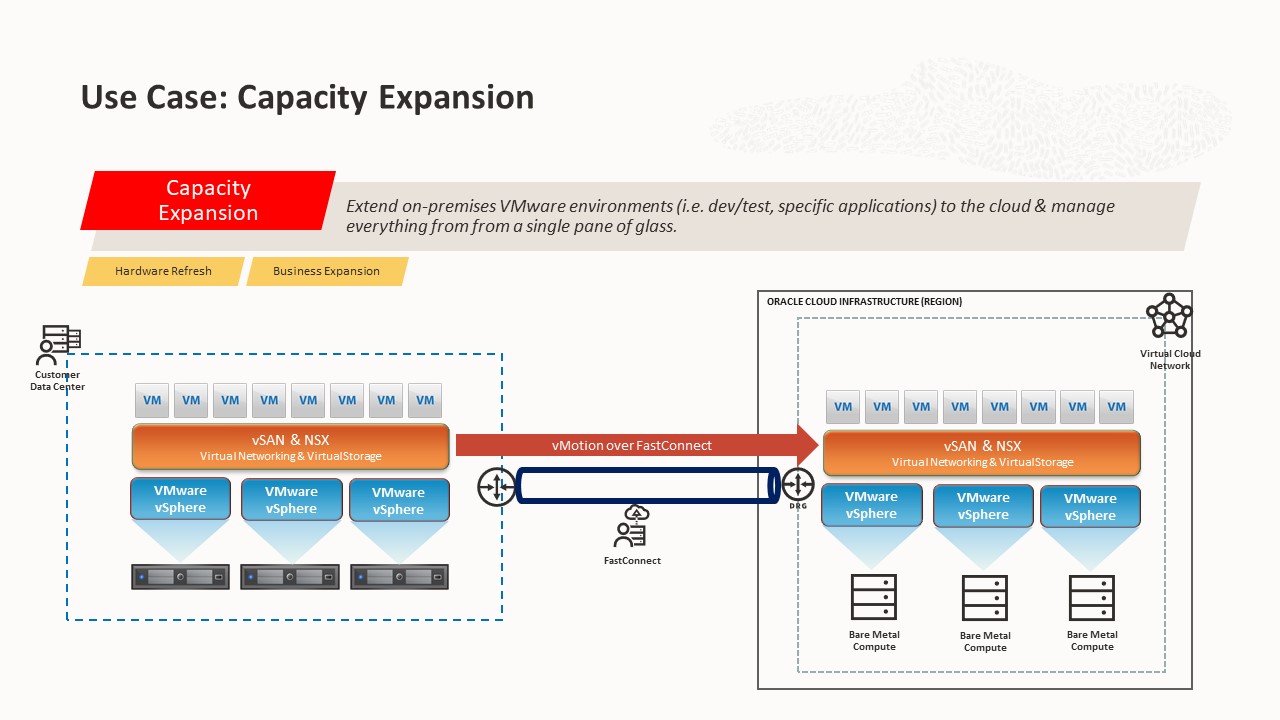 Use Case: Capacity Expansion
Capacity
Expansion
Extend on-premises VMware environments (i.e. dev/test, specific applications) to the cloud & manage
everything from from a single pane of glass.
Hardware Refresh
Business Expansion
Customer
Data Center
VM VM VM VM VM VM VM VM
vSAN & NSX
Virtual Networking & VirtualStorage
VMware
vSphere
VMware
vSphere
VMware
vSphere
vMotion over FastConnect
FastConnect
ORACLE CLOUD INFRASTRUCTURE (REGION)
Virtual Cloud
Network
VM VM VM VM VM VM VM VM
vSAN & NSX
Virtual Networking & VirtualStorage
DRG
VMware
vSphere
VMware
vSphere
VMware
vSphere
Bare Metal
Compute
Bare Metal
Compute
Bare Metal
Compute